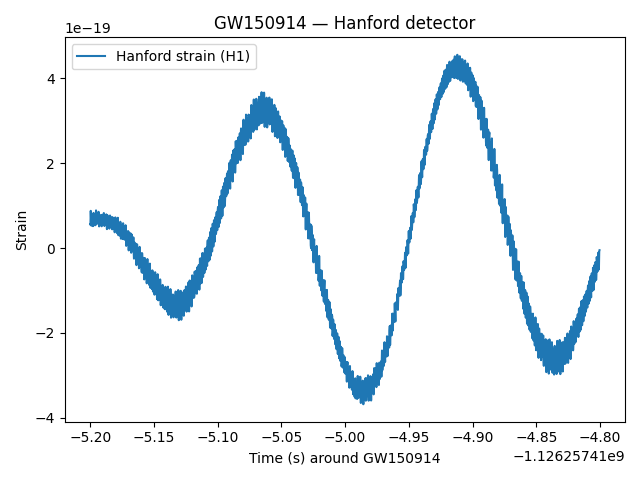 GW150914 — Hanford detector
1e−19
Hanford strain (H1)
4
2
0
−2
−4
Strain
−5.20 −5.15 −5.10 −5.05 −5.00 −4.95 −4.90 −4.85 −4.80
Time (s) around GW150914
−1.12625741e9